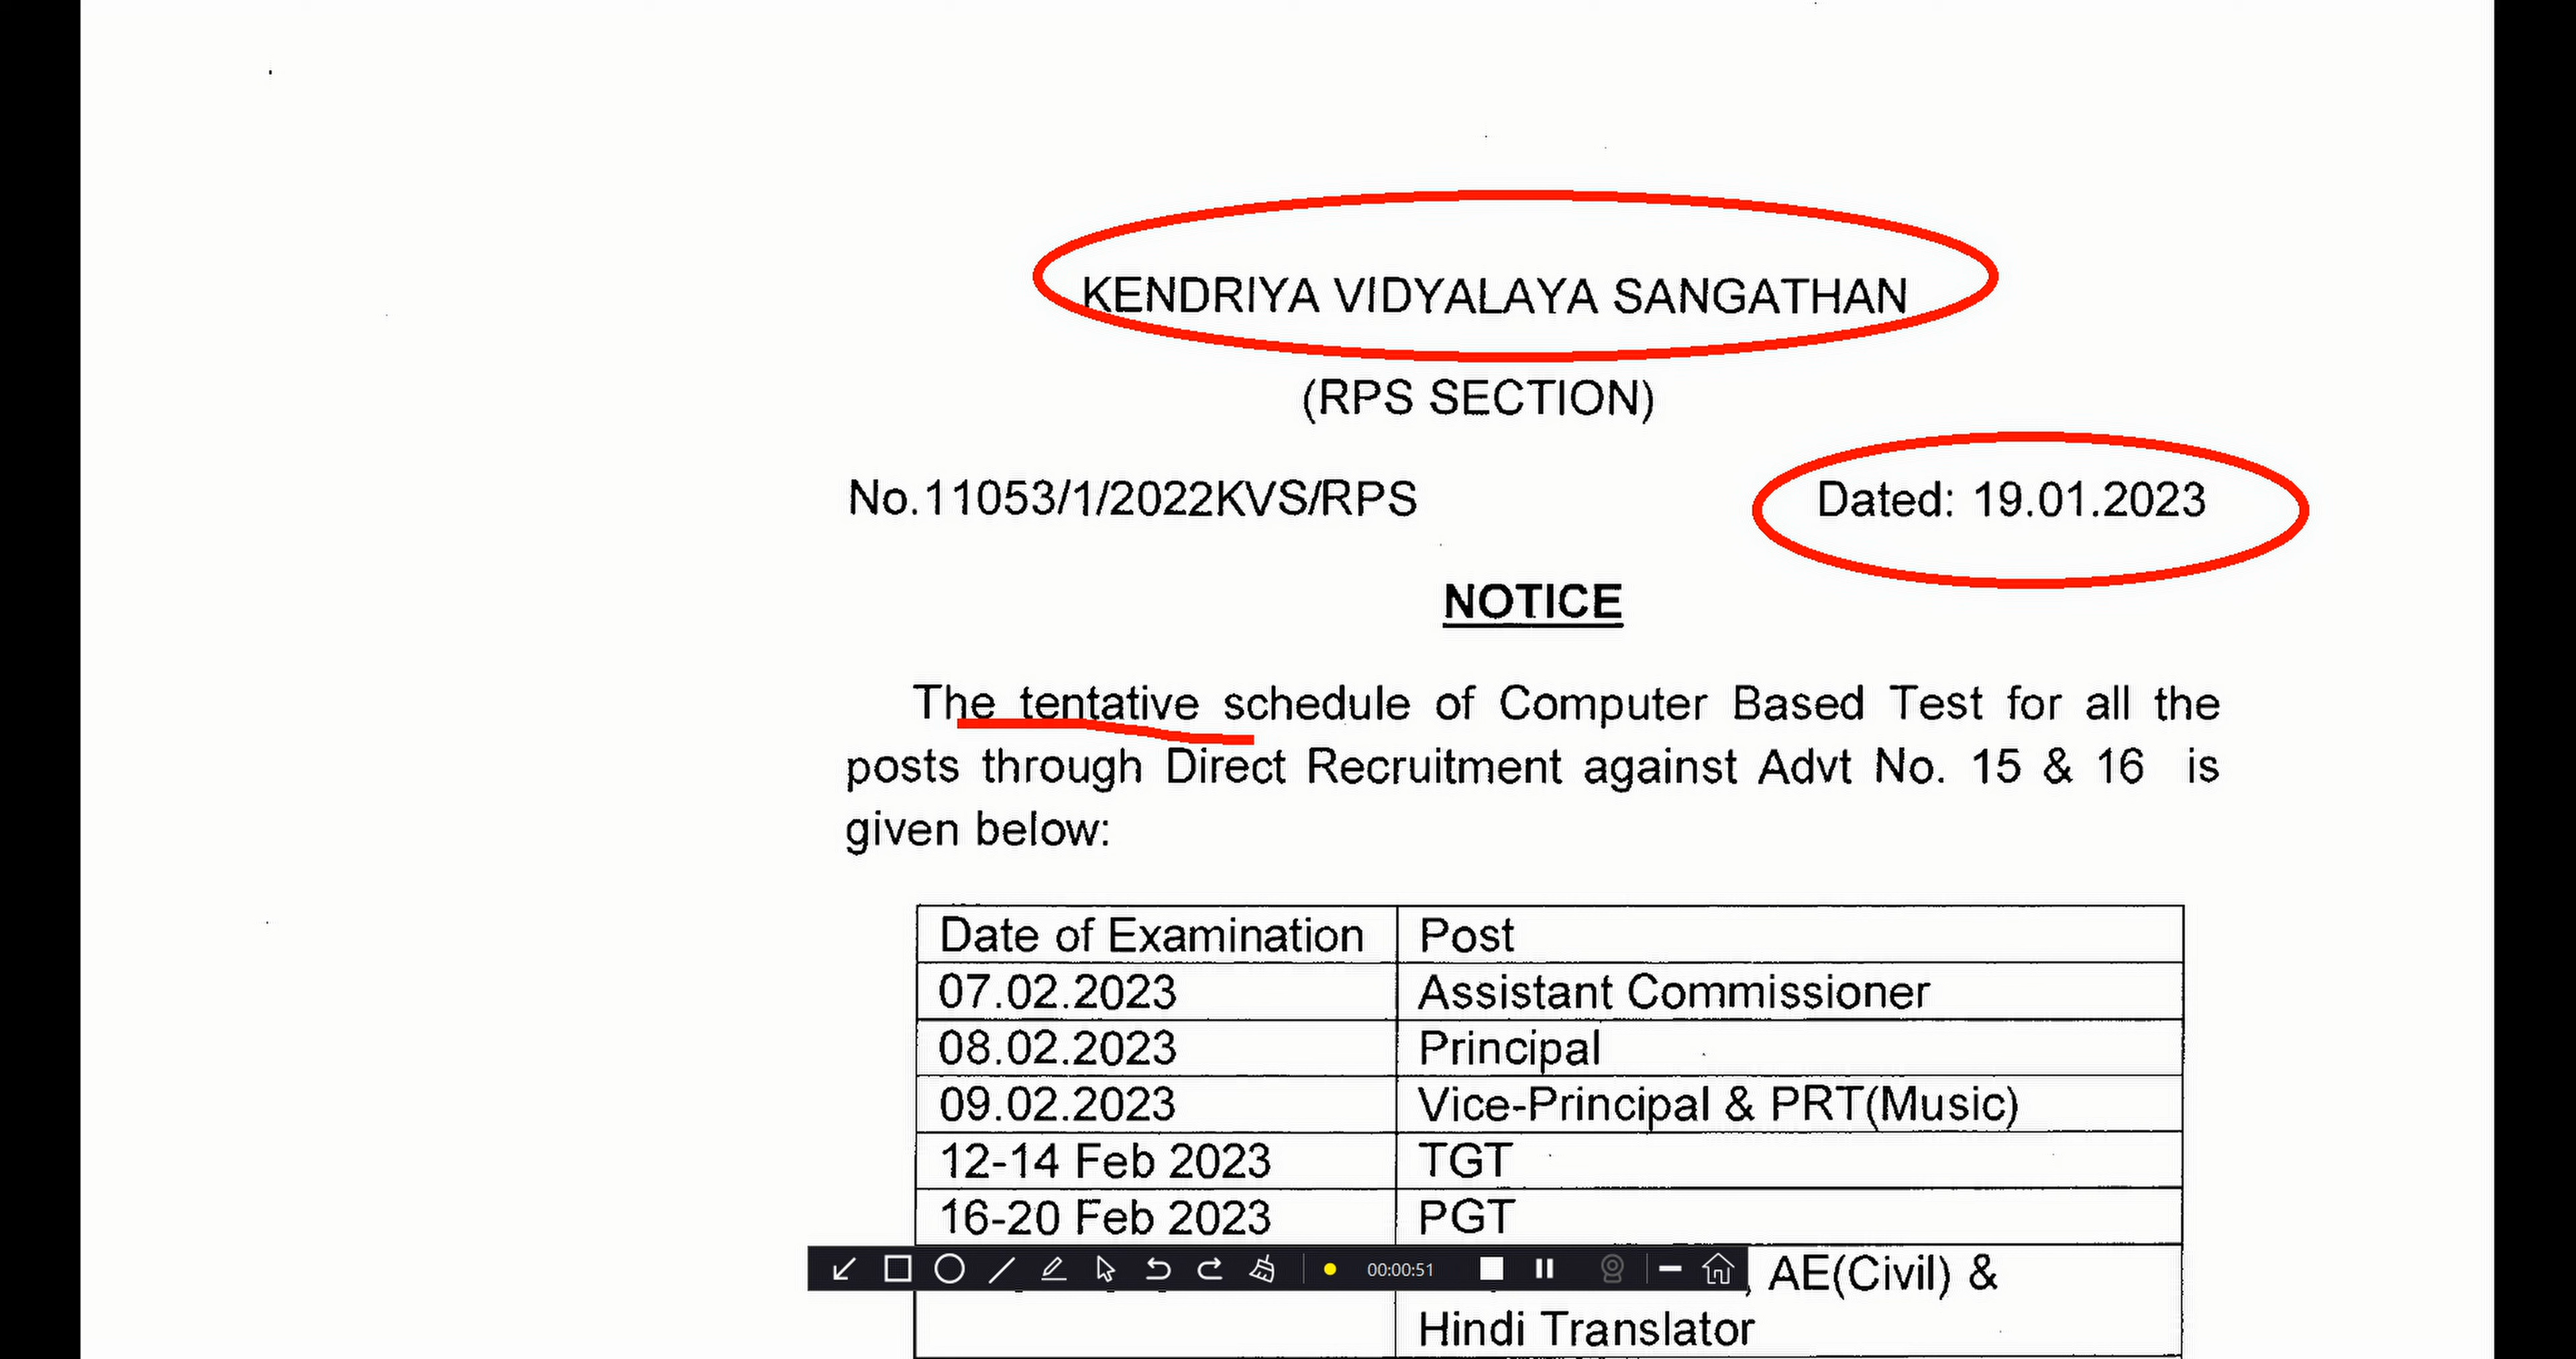 KENDRIYA VIDYALAYA SANGATHAN
(RPS SECTION)
No.11053/1/2022KVS/RPS Dated: 19.01.2023
NOTICE
The tentative schedule of Computer Based Test for all the
posts through Direct Recruitment against Advt No. 15 & 16 is
given below:
Date of Examination Post
07.02.2023 Assistant Commissioner
08.02.2023 Principal
09.02.2023 Vice-Principal & PRT(Music)
12-14 Feb 2023 TGT
16-20 Feb 2023 PGT
00:00:51
, AE(Civil) &
Hindi Translator